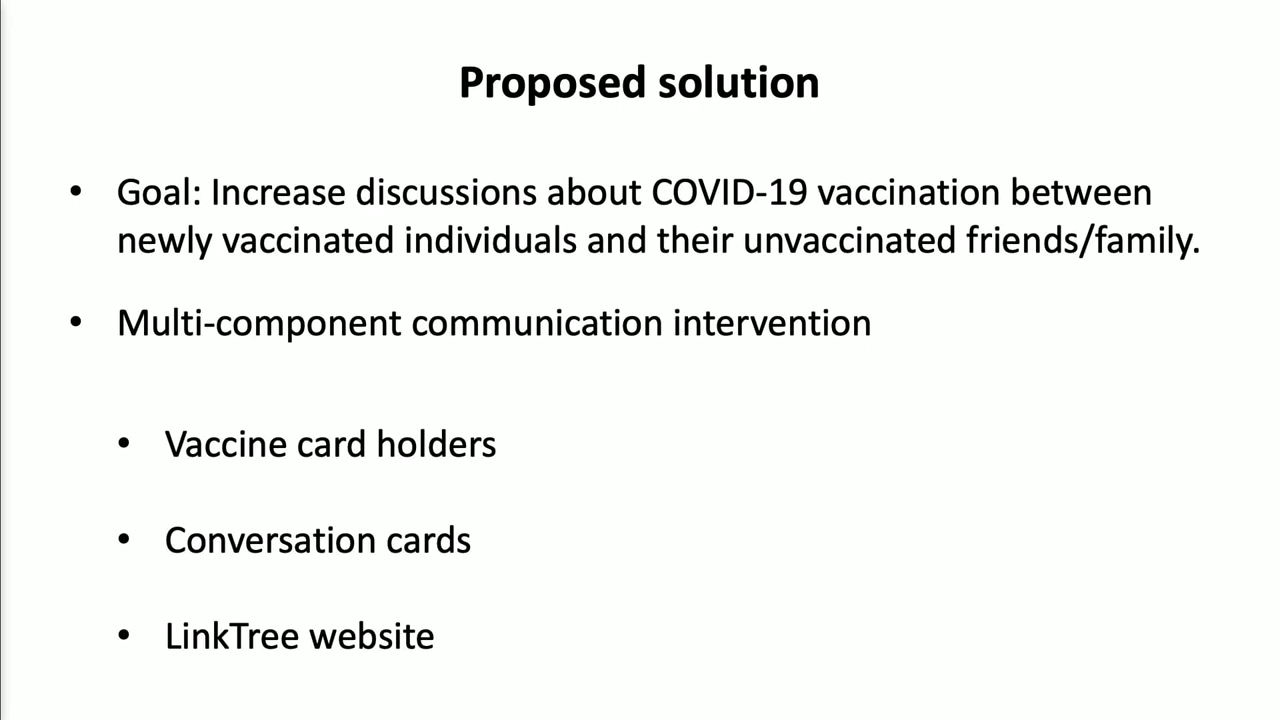 Proposed solution
• Goal: Increase discussions about COVID-19 vaccination between
newly vaccinated individuals and their unvaccinated friends/family.
• Multi-component communication intervention
• Vaccine card holders
• Conversation cards
• LinkTree website